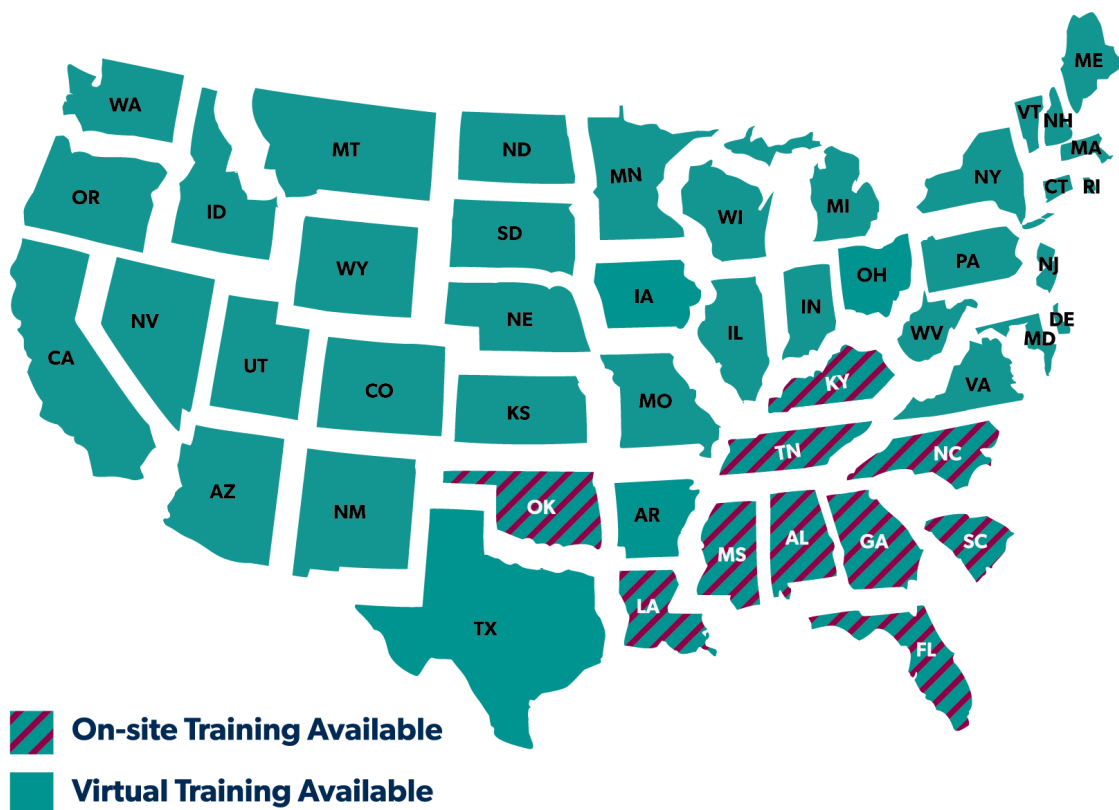 ME
WA
VT
NH
MT
ND
MA
MN
NY
CT
RI
OR
ID
WI
MI
SD
WY
OH
PA
NJ
IA
NE
IN
NV
DE
IL
WV
MD
CA
UT
CO
KY
VA
KS
MO
TN
NC
AZ
NM
OK
AR
AL
GA
SC
MS
LA
TX
FL
On-site Training Available
Virtual Training Available